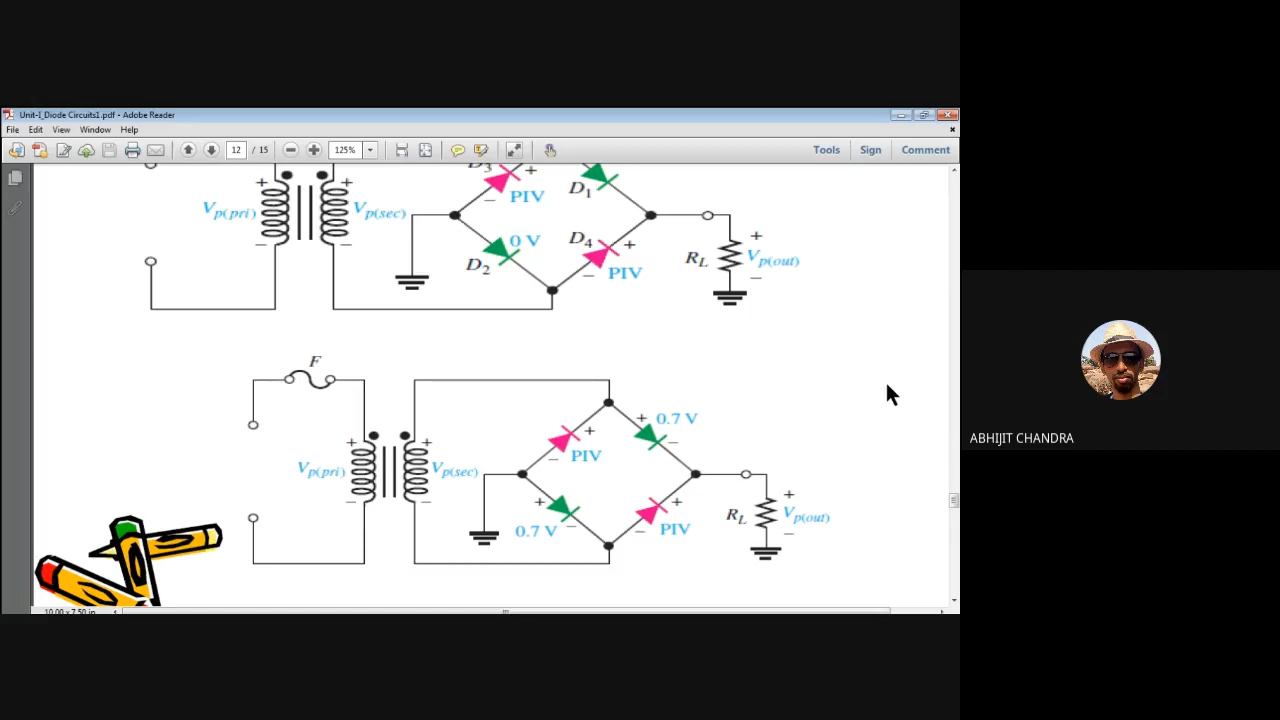 Unit-I_Diode Circuits1.pdf - Adobe Reader
File Edit View Window Help
12 / 15 125% Tools Sign Comment
D3 +
PIV
D1
+ +
Vp(pri) Vp(sec)
− −
−
0 V
D2
D4 +
− PIV
RL + Vp(out) −
F
+ 0.7 V −
+ PIV −
+ Vp(pri) − + Vp(sec) −
+ 0.7 V −
+ PIV −
RL + Vp(out) −
10.00 x 7.50 in
ABHIJIT CHANDRA